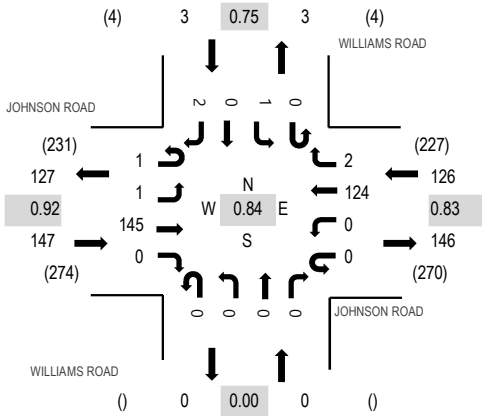 (4) 3 0.75 3 (4)
WILLIAMS ROAD
2 0 1 0
JOHNSON ROAD
(231) (227)
127 1 2 126
1 N 124
0.92 W 0.84 E 0.83
145 S 0
147 0 0 146
(274) (270)
0 0 0 0
JOHNSON ROAD
WILLIAMS ROAD
() 0 0.00 0 ()